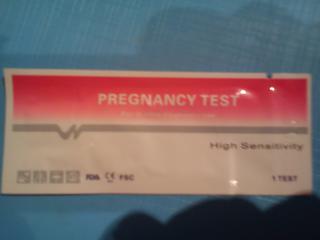 PREGNANCY TEST
High Sensitivity
FDA CE FSC
1 TEST